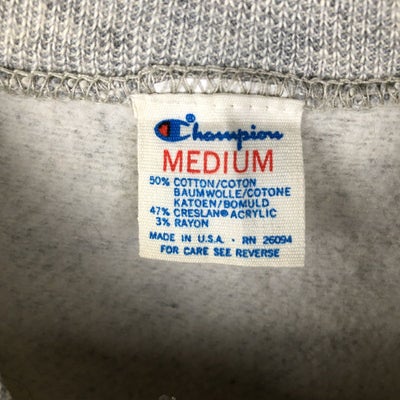 Champion®
MEDIUM
50% COTTON/COTON
BAUMWOLLE/COTONE
KATOEN/BOMULD
47% CRESLAN® ACRYLIC
3% RAYON
MADE IN U.S.A. · RN 26094
FOR CARE SEE REVERSE